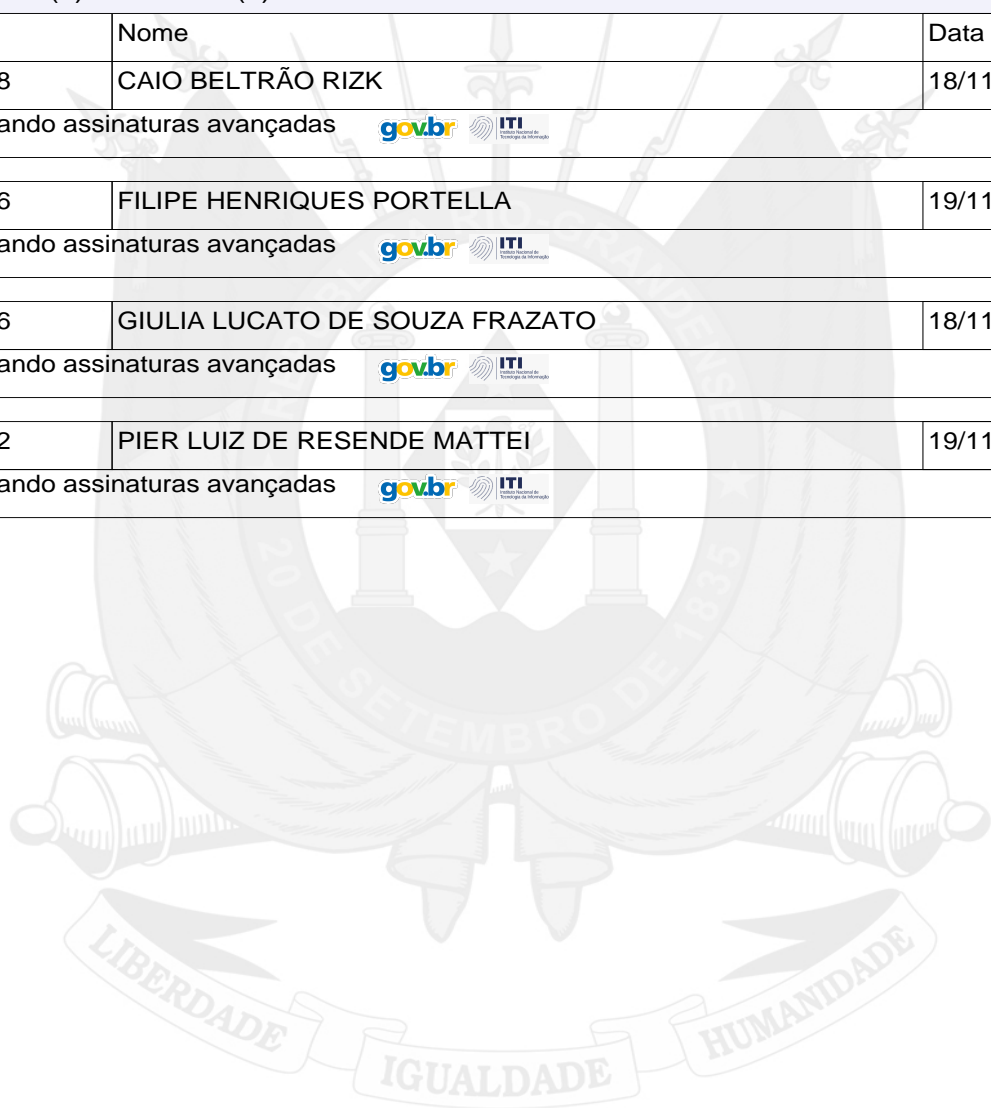 Nome Data
8 CAIO BELTRÃO RIZK 18/11
ando assinaturas avançadas gov.br ITI
6 FILIPE HENRIQUES PORTELLA 19/11
ando assinaturas avançadas gov.br ITI
6 GIULIA LUCATO DE SOUZA FRAZATO 18/11
ando assinaturas avançadas gov.br ITI
2 PIER LUIZ DE RESENDE MATTEI 19/11
ando assinaturas avançadas gov.br ITI
20 DE SETEMBRO DE 1835
LIBERDADE IGUALDADE HUMANIDADE